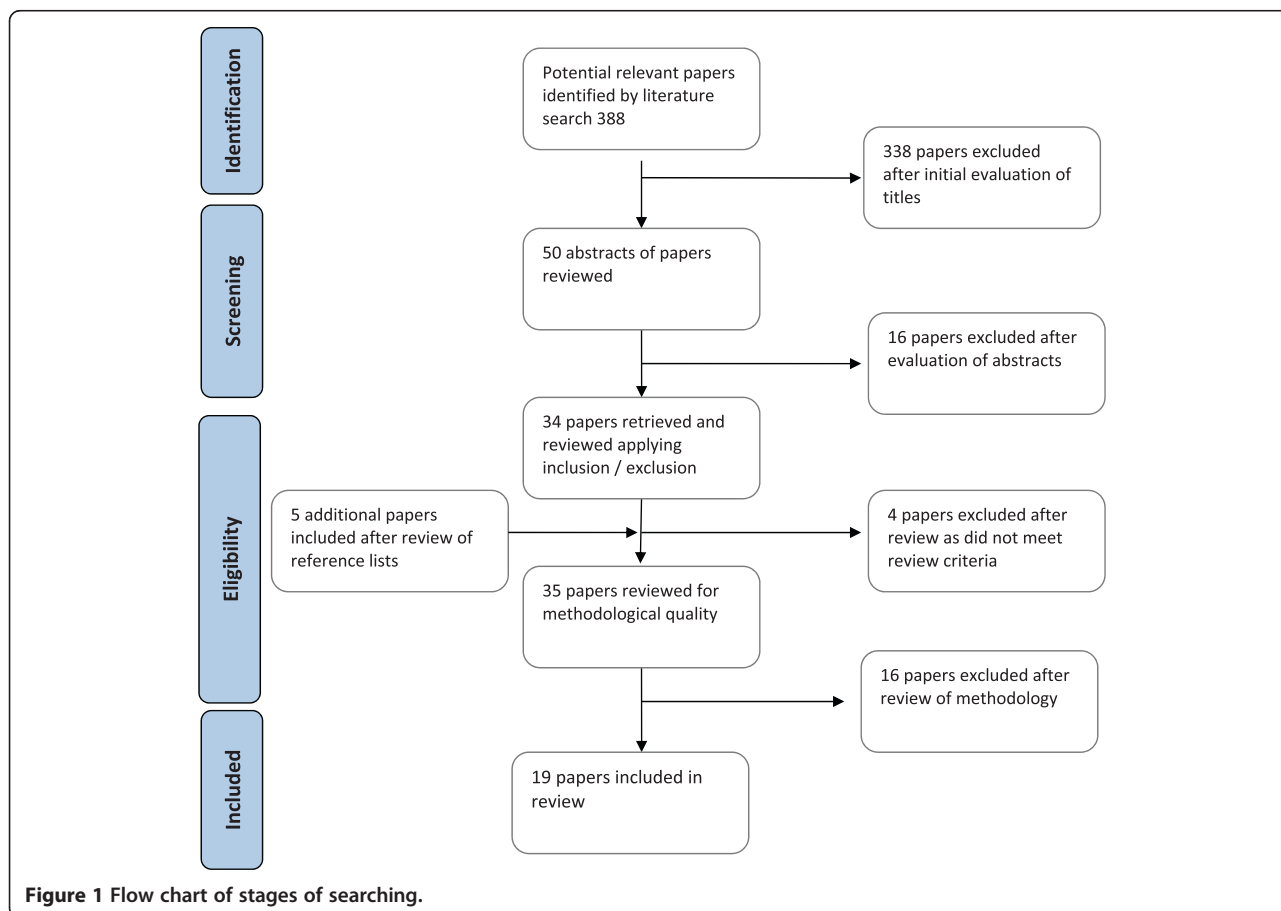 Identification
Potential relevant papers
identified by literature
search 388
338 papers excluded
after initial evaluation of
titles
Screening
50 abstracts of papers
reviewed
16 papers excluded after
evaluation of abstracts
Eligibility
34 papers retrieved and
reviewed applying
inclusion / exclusion
5 additional papers
included after review of
reference lists
4 papers excluded after
review as did not meet
review criteria
35 papers reviewed for
methodological quality
16 papers excluded after
review of methodology
Included
19 papers included in
review
Figure 1 Flow chart of stages of searching.